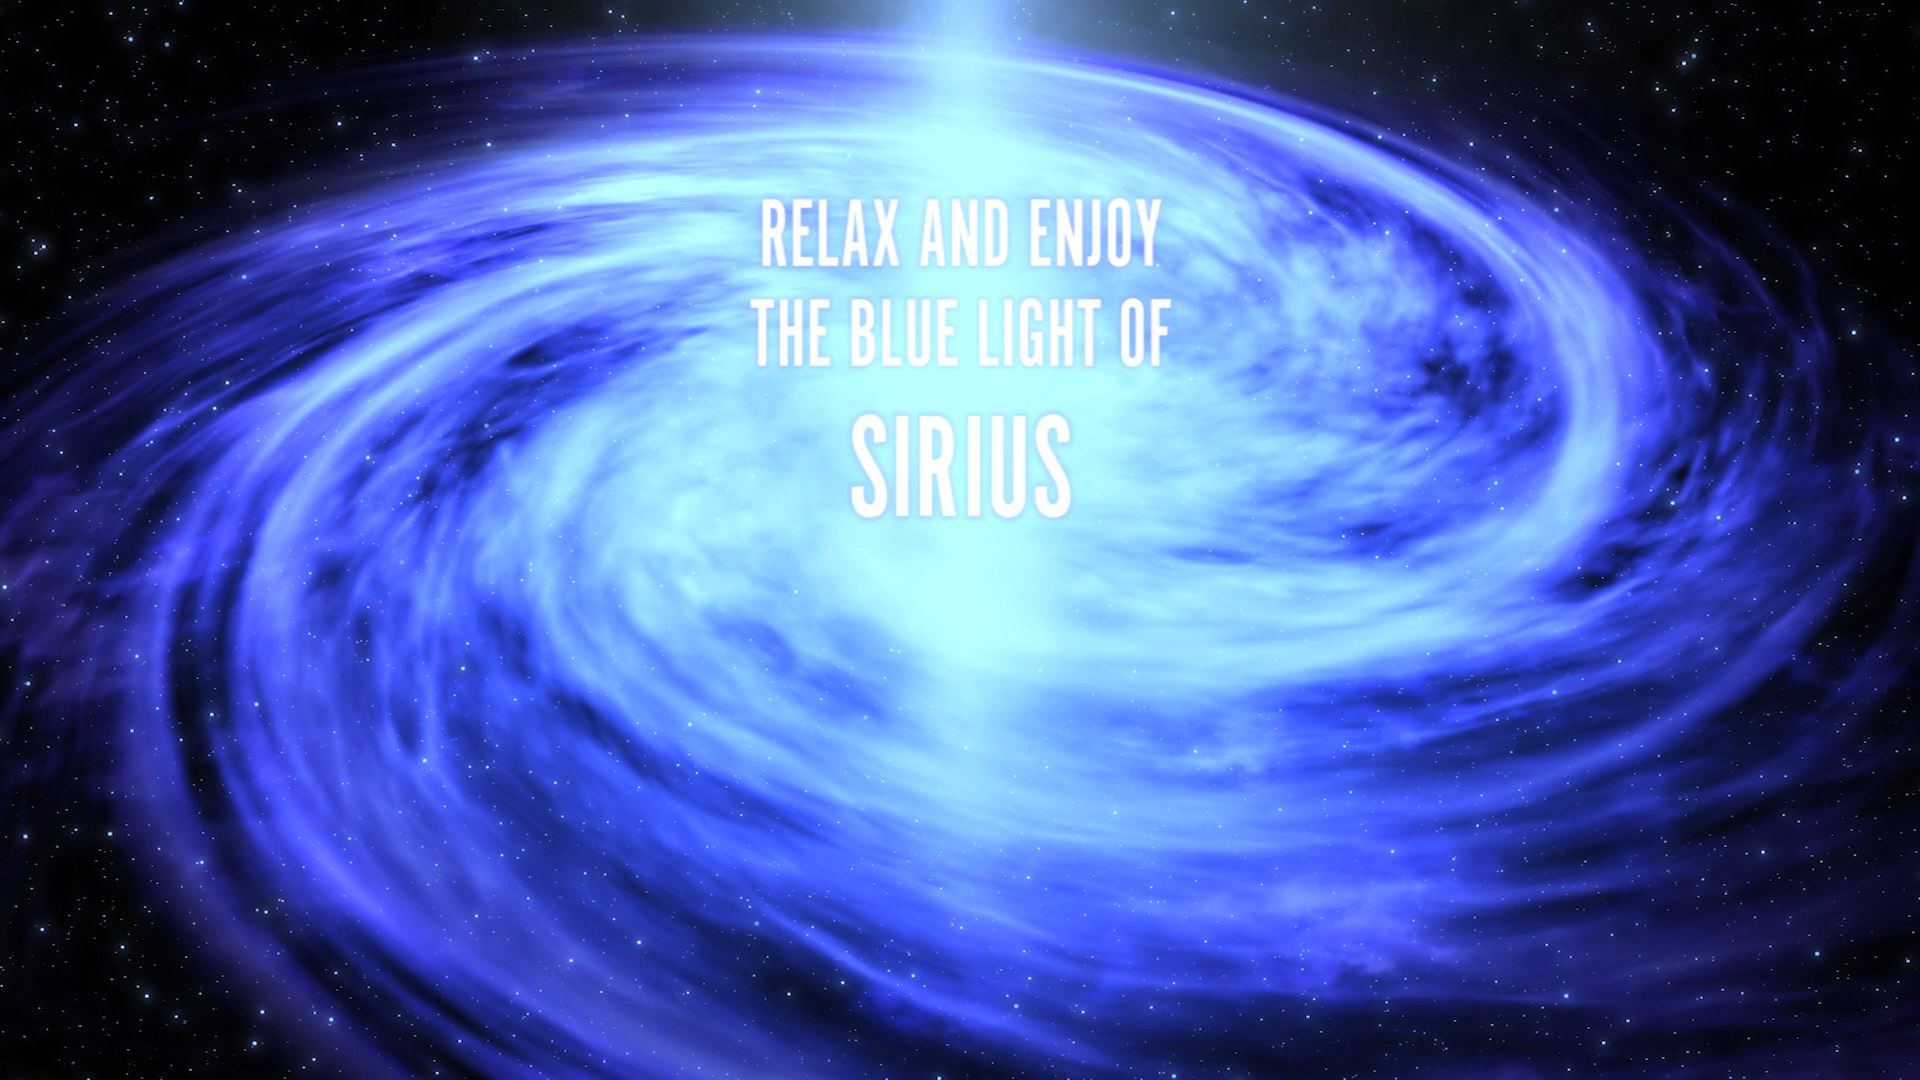 RELAX AND ENJOY
THE BLUE LIGHT OF
SIRIUS